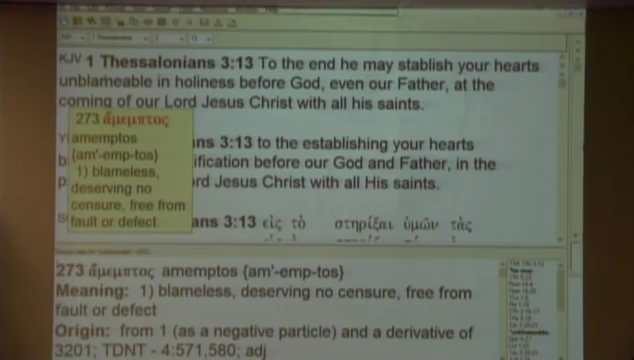 KJV 1 Thessalonians 3:13 To the end he may stablish your hearts
unblameable in holiness before God, even our Father, at the
coming of our Lord Jesus Christ with all his saints.
273 ἄμεμπτος
amemptos
{am'-emp-tos}
1) blameless,
deserving no
censure, free from
fault or defect
ns 3:13 to the establishing your hearts
ification before our God and Father, in the
rd Jesus Christ with all His saints.
ans 3:13 εἰς τὸ στηρίξαι ὑμῶν τὰς
273 ἄμεμπτος amemptos {am'-emp-tos}
Meaning: 1) blameless, deserving no censure, free from
fault or defect
Origin: from 1 (as a negative particle) and a derivative of
3201; TDNT - 4:571,580; adj